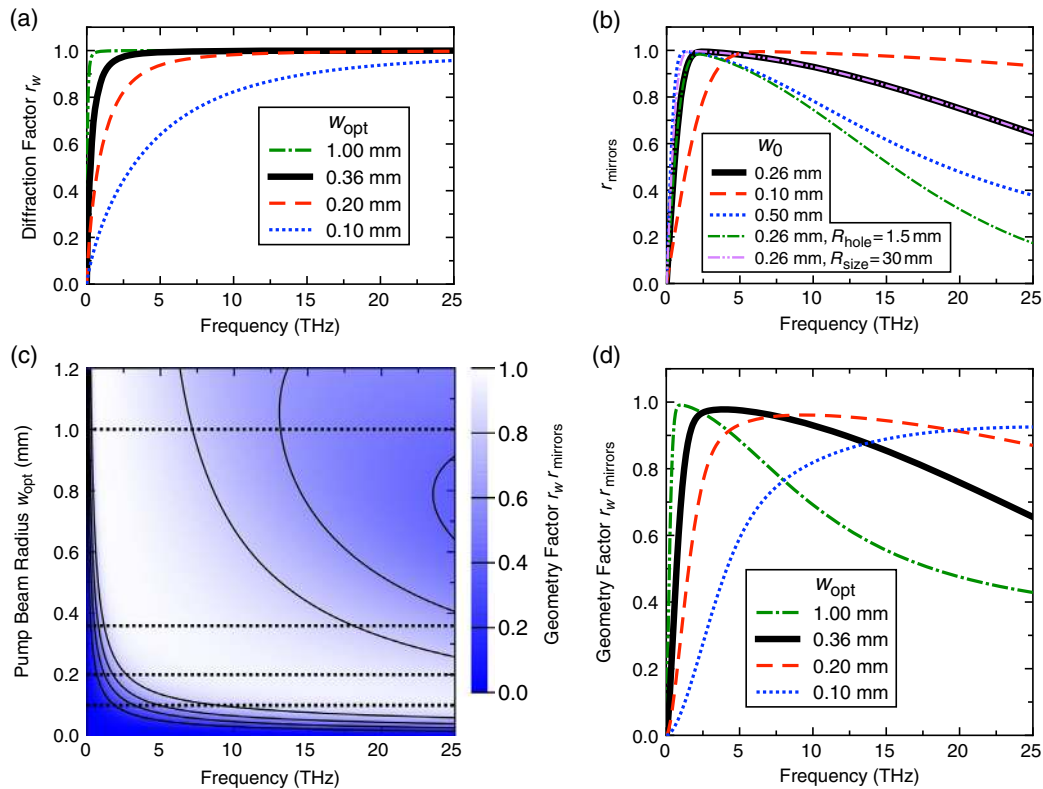 (a)
Diffraction Factor r_w
1.0
0.8
0.6
0.4
0.2
0.0
w_opt
1.00 mm
0.36 mm
0.20 mm
0.10 mm
0 5 10 15 20 25
Frequency (THz)
(b)
r_mirrors
1.0
0.8
0.6
0.4
0.2
0.0
w_0
0.26 mm
0.10 mm
0.50 mm
0.26 mm, R_hole = 1.5 mm
0.26 mm, R_size = 30 mm
0 5 10 15 20 25
Frequency (THz)
(c)
Pump Beam Radius w_opt (mm)
1.2
1.0
0.8
0.6
0.4
0.2
0.0
0 5 10 15 20 25
Frequency (THz)
1.0
0.8
0.6
0.4
0.2
0.0
Geometry Factor r_w r_mirrors
(d)
Geometry Factor r_w r_mirrors
1.0
0.8
0.6
0.4
0.2
0.0
w_opt
1.00 mm
0.36 mm
0.20 mm
0.10 mm
0 5 10 15 20 25
Frequency (THz)